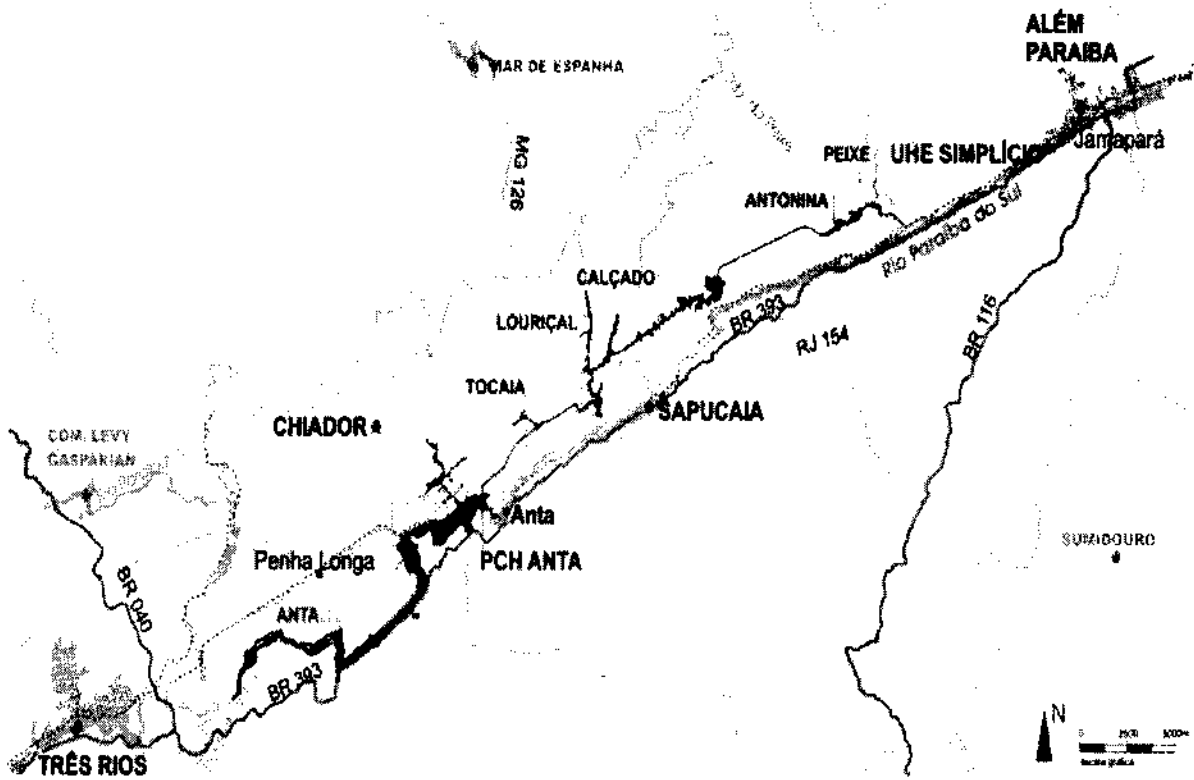 ALÉM
PARAIBA
MAR DE ESPANHA
MG 126
PEIXE
UHE SIMPLÍCIO
Jamapará
ANTONINA
Rio Paraíba do Sul
CALÇADO
LOURIÇAL
BR 393
RJ 154
BR 116
TOCAIA
SAPUCAIA
CHIADOR
COM. LEVY
GASPARIAN
Anta
SUMIDOURO
Penha Longa
PCH ANTA
BR 040
ANTA
BR 393
N
TRÊS RIOS